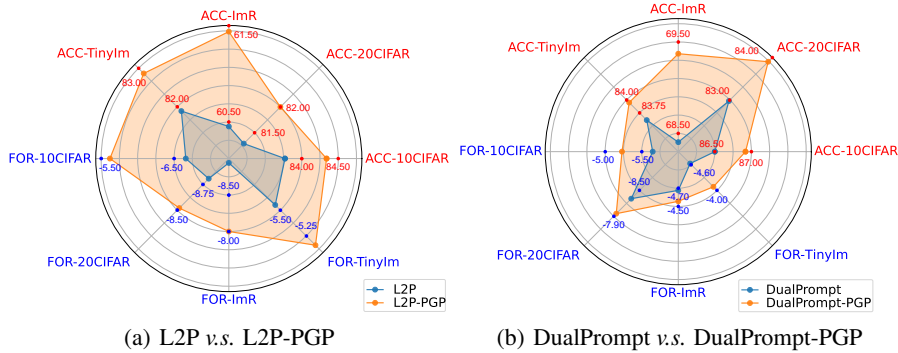 ACC-ImR
61.50
ACC-TinyIm
83.00
ACC-20CIFAR
82.00
82.00
60.50
81.50
FOR-10CIFAR
-5.50
-6.50
84.00
84.50
ACC-10CIFAR
-8.75
-8.50
-5.50
-8.50
-5.25
-8.00
FOR-20CIFAR
FOR-TinyIm
FOR-ImR
L2P
L2P-PGP
(a) L2P v.s. L2P-PGP
ACC-ImR
69.50
ACC-TinyIm
84.00
ACC-20CIFAR
84.00
83.75
83.00
68.50
FOR-10CIFAR
-5.00
-5.50
86.50
87.00
ACC-10CIFAR
-4.60
-8.50
-4.70
-4.00
-4.50
-7.90
FOR-20CIFAR
FOR-TinyIm
FOR-ImR
DualPrompt
DualPrompt-PGP
(b) DualPrompt v.s. DualPrompt-PGP